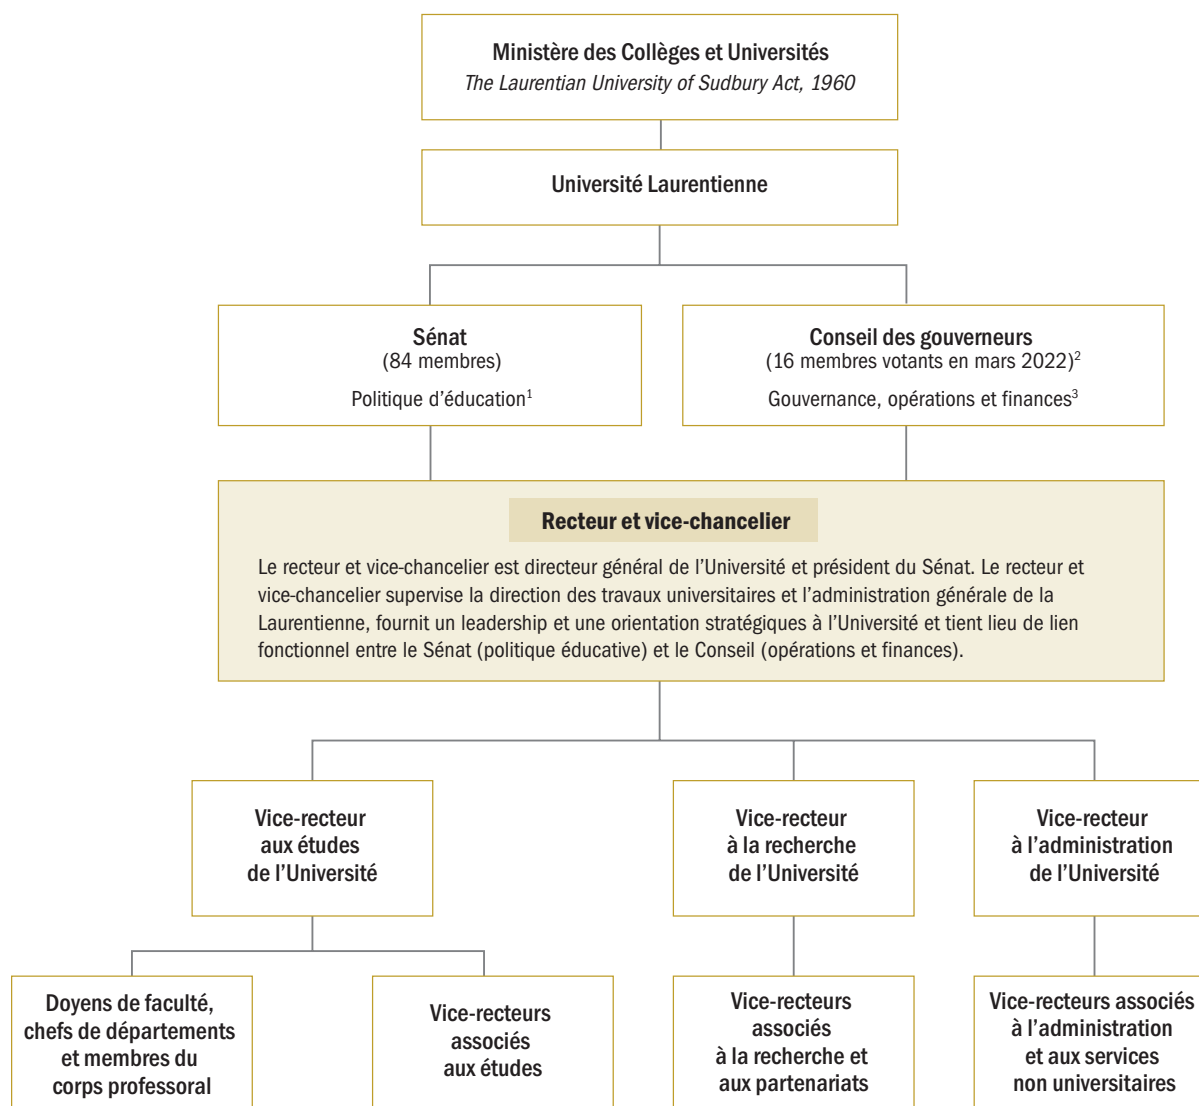 Ministère des Collèges et Universités
The Laurentian University of Sudbury Act, 1960
Université Laurentienne
Sénat
(84 membres)
Politique d'éducation¹
Conseil des gouverneurs
(16 membres votants en mars 2022)²
Gouvernance, opérations et finances³
Recteur et vice-chancelier
Le recteur et vice-chancelier est directeur général de l'Université et président du Sénat. Le recteur et
vice-chancelier supervise la direction des travaux universitaires et l'administration générale de la
Laurentienne, fournit un leadership et une orientation stratégiques à l'Université et tient lieu de lien
fonctionnel entre le Sénat (politique éducative) et le Conseil (opérations et finances).
Vice-recteur
aux études
de l'Université
Vice-recteur
à la recherche
de l'Université
Vice-recteur
à l'administration
de l'Université
Doyens de faculté,
chefs de départements
et membres du
corps professoral
Vice-recteurs
associés
aux études
Vice-recteurs
associés
à la recherche et
aux partenariats
Vice-recteurs associés
à l'administration
et aux services
non universitaires